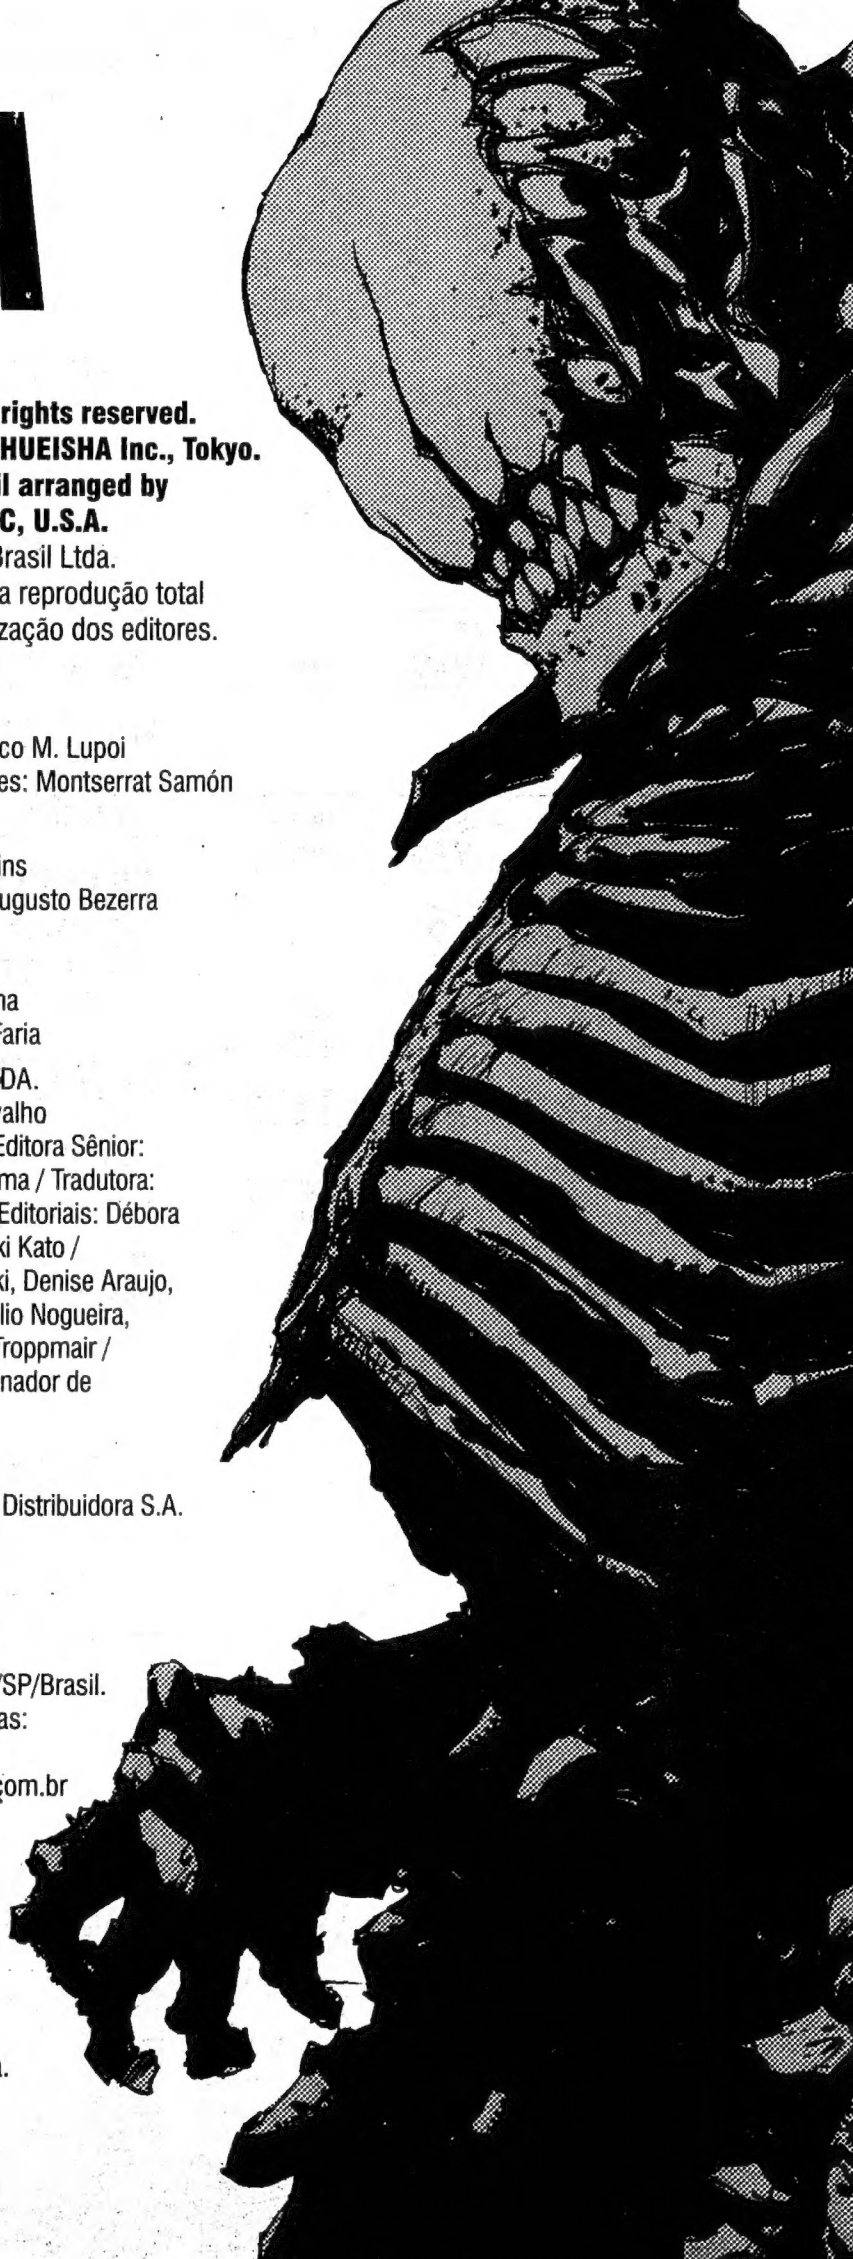 rights reserved.
HUEISHA Inc., Tokyo.
il arranged by
C, U.S.A.
Brasil Ltda.
a reprodução total
zação dos editores.
co M. Lupoi
es: Montserrat Samón
ins
ugusto Bezerra
na
Faria
DA.
valho
Editora Sênior:
ma / Tradutora:
Editoriais: Débora
ki Kato /
ki, Denise Araujo,
lio Nogueira,
Troppmair /
nador de
Distribuidora S.A.
/SP/Brasil.
as:
com.br